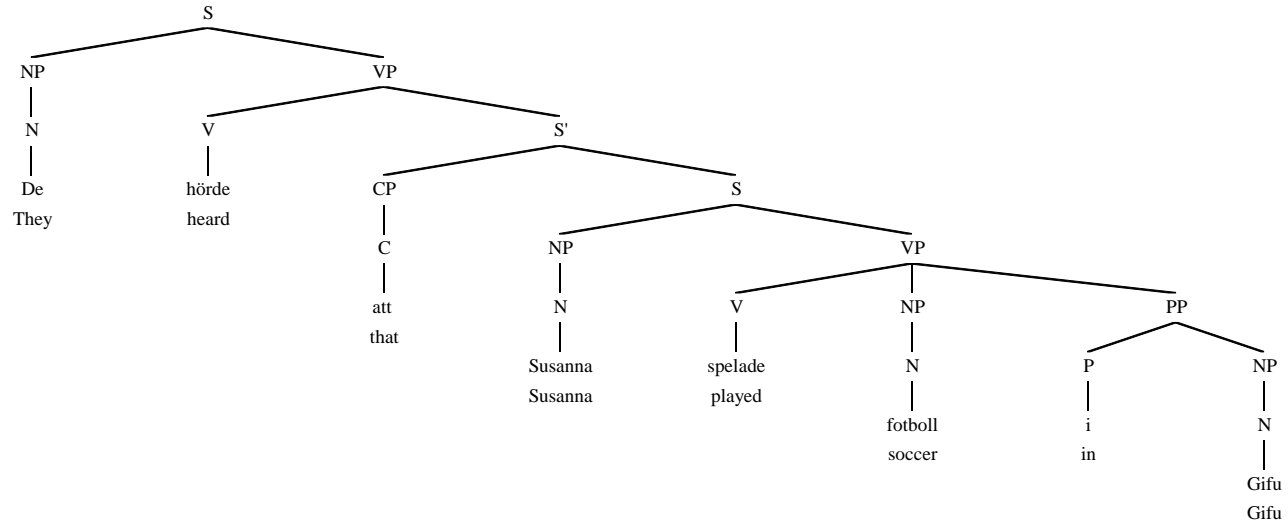 S
NP VP
N V S'
De hörde CP S
They heard
C NP VP
att N V NP PP
that
Susanna spelade N P NP
Susanna played
fotboll i N
soccer in
Gifu
Gifu